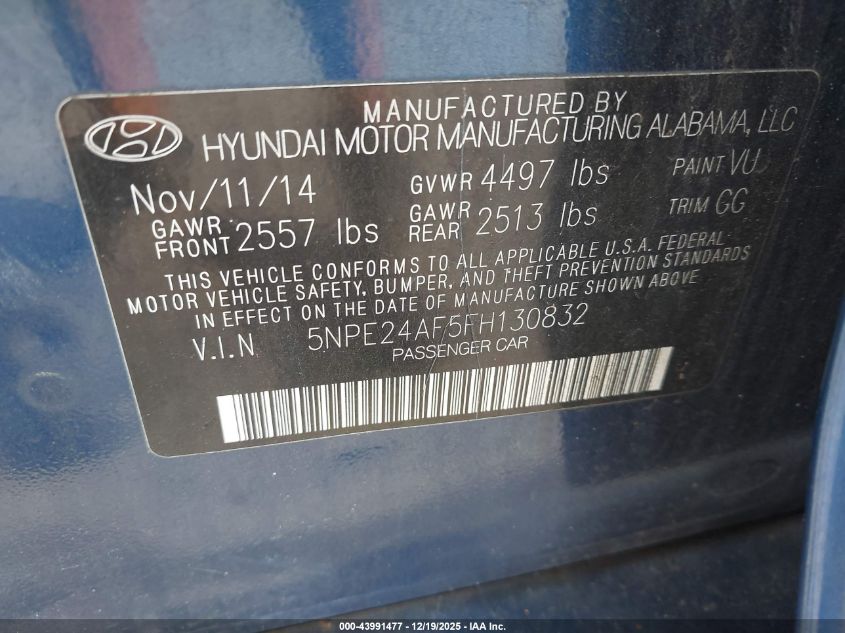 MANUFACTURED BY
HYUNDAI MOTOR MANUFACTURING ALABAMA, LLC
Nov/11/14 GVWR 4497 lbs PAINT VU
GAWR FRONT 2557 lbs GAWR REAR 2513 lbs TRIM GG
THIS VEHICLE CONFORMS TO ALL APPLICABLE U.S.A. FEDERAL
MOTOR VEHICLE SAFETY, BUMPER, AND THEFT PREVENTION STANDARDS
IN EFFECT ON THE DATE OF MANUFACTURE SHOWN ABOVE
V.I.N 5NPE24AF5FH130832
PASSENGER CAR
000-43991477 - 12/19/2025 - IAA Inc.